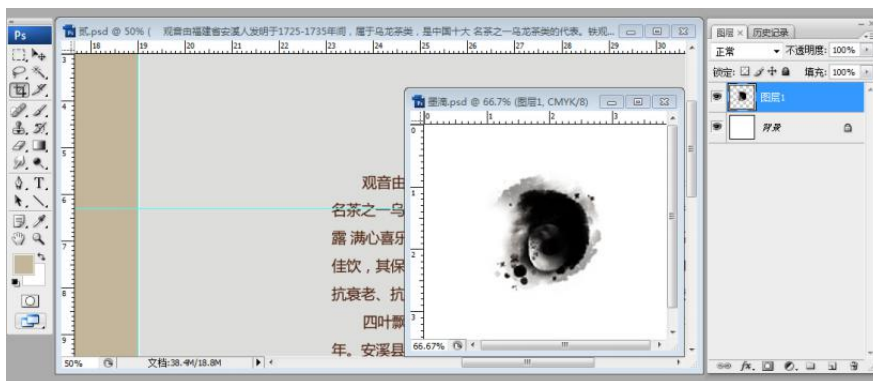 Ps
贰.psd @ 50% ( 观音由福建省安溪人发明于1725-1735年间，属于乌龙茶类，是中国十大 名茶之一乌龙茶类的代表。铁观...
18 19 20 21 22 23 24 25 26 27 28 29 30
3
4
5
6
7
8
9
观音由
名茶之一乌
露 满心喜乐
佳饮，其保
抗衰老、抗
四叶飘
年。安溪县
50% 文档:38.4M/18.8M
墨滴.psd @ 66.7% (图层1, CMYK/8)
0 1 2 3
0
1
2
3
66.67%
图层 × 历史记录
正常 不透明度: 100%
锁定: 填充: 100%
图层1
背景
fx.